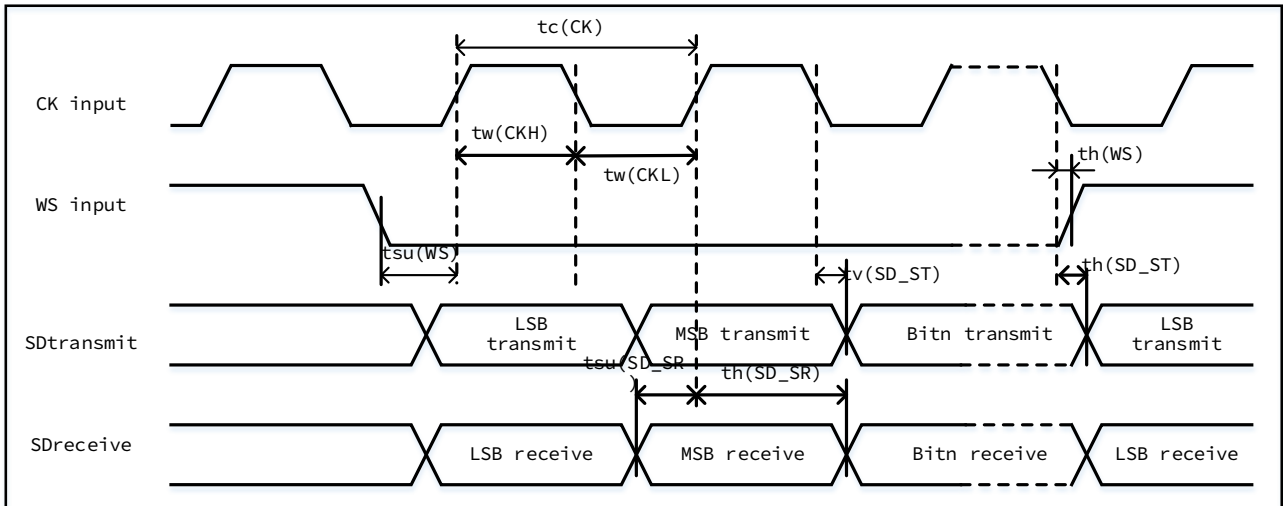 tc(CK)
CK input
tw(CKH)
tw(CKL)
th(WS)
WS input
tsu(WS)
tv(SD_ST)
th(SD_ST)
SDtransmit
LSB
transmit
MSB transmit
Bitn transmit
LSB
transmit
tsu(SD_SR
)
th(SD_SR)
SDreceive
LSB receive
MSB receive
Bitn receive
LSB receive